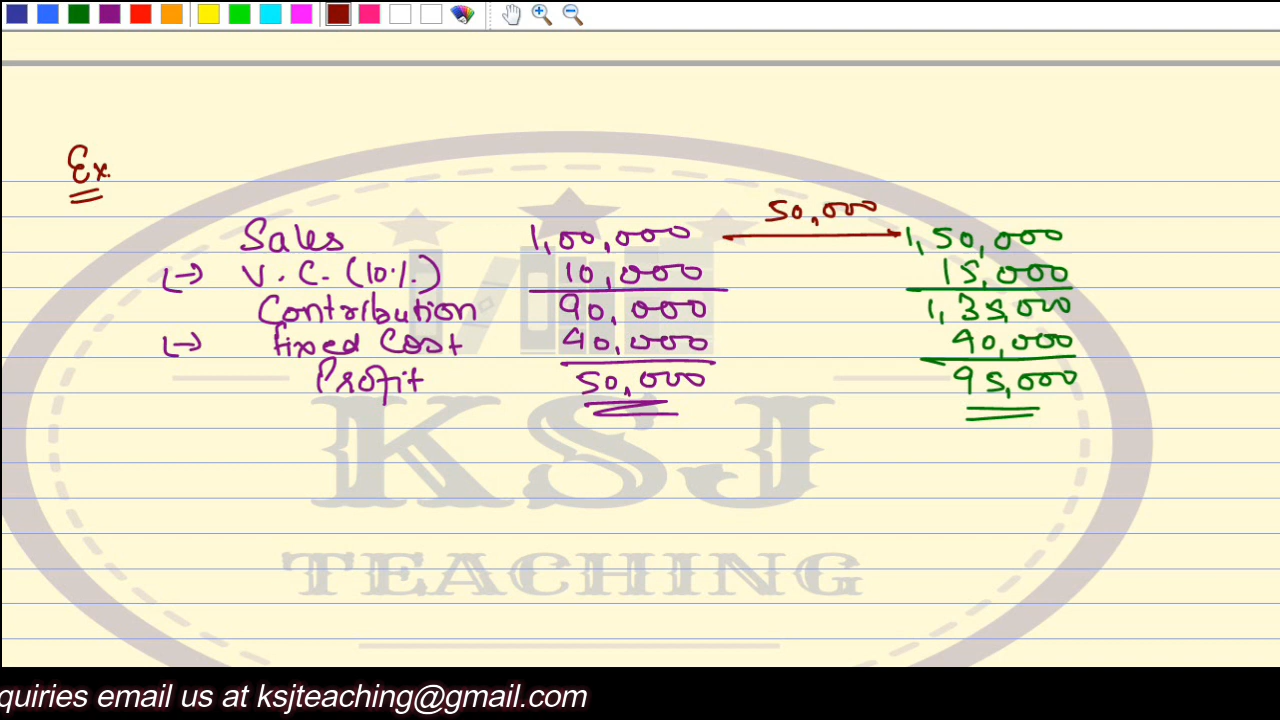 Ex.
50,000
Sales 1,00,000 1,50,000
(-) V.C. (10%) 10,000 15,000
Contribution 90,000 1,35,000
(-) Fixed Cost 40,000 40,000
Profit 50,000 95,000
KSJ
TEACHING
quiries email us at ksjteaching@gmail.com